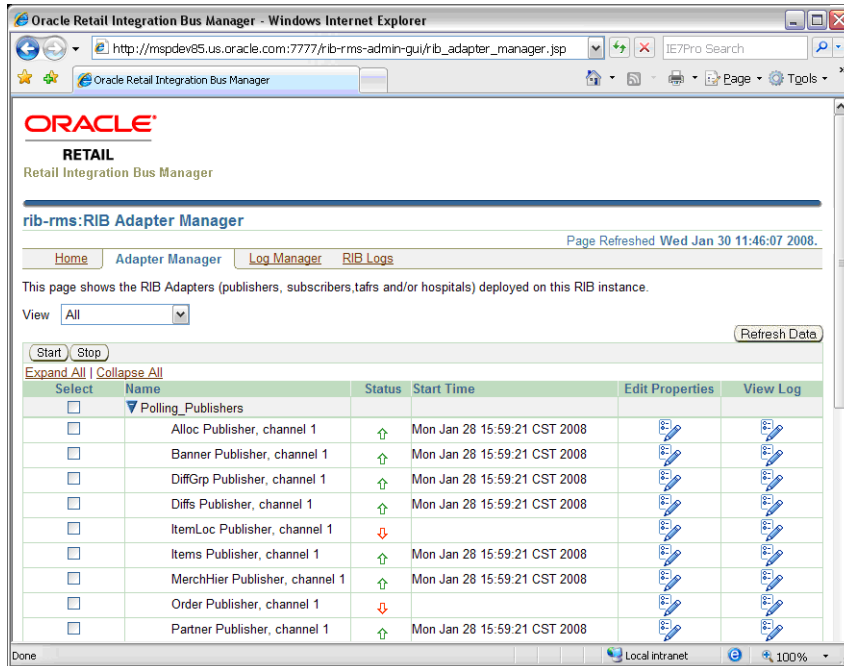 Oracle Retail Integration Bus Manager - Windows Internet Explorer
http://mspdev85.us.oracle.com:7777/rib-rms-admin-gui/rib_adapter_manager.jsp
IE7Pro Search
Oracle Retail Integration Bus Manager
Page
Tools
ORACLE
RETAIL
Retail Integration Bus Manager
rib-rms:RIB Adapter Manager
Page Refreshed Wed Jan 30 11:46:07 2008.
Home Adapter Manager Log Manager RIB Logs
This page shows the RIB Adapters (publishers, subscribers,tafrs and/or hospitals) deployed on this RIB instance.
View All
Refresh Data
Start Stop
Expand All | Collapse All
Select Name Status Start Time Edit Properties View Log
Polling_Publishers
Alloc Publisher, channel 1 Mon Jan 28 15:59:21 CST 2008
Banner Publisher, channel 1 Mon Jan 28 15:59:21 CST 2008
DiffGrp Publisher, channel 1 Mon Jan 28 15:59:21 CST 2008
Diffs Publisher, channel 1 Mon Jan 28 15:59:21 CST 2008
ItemLoc Publisher, channel 1
Items Publisher, channel 1 Mon Jan 28 15:59:21 CST 2008
MerchHier Publisher, channel 1 Mon Jan 28 15:59:21 CST 2008
Order Publisher, channel 1
Partner Publisher, channel 1 Mon Jan 28 15:59:21 CST 2008
Done Local intranet 100%